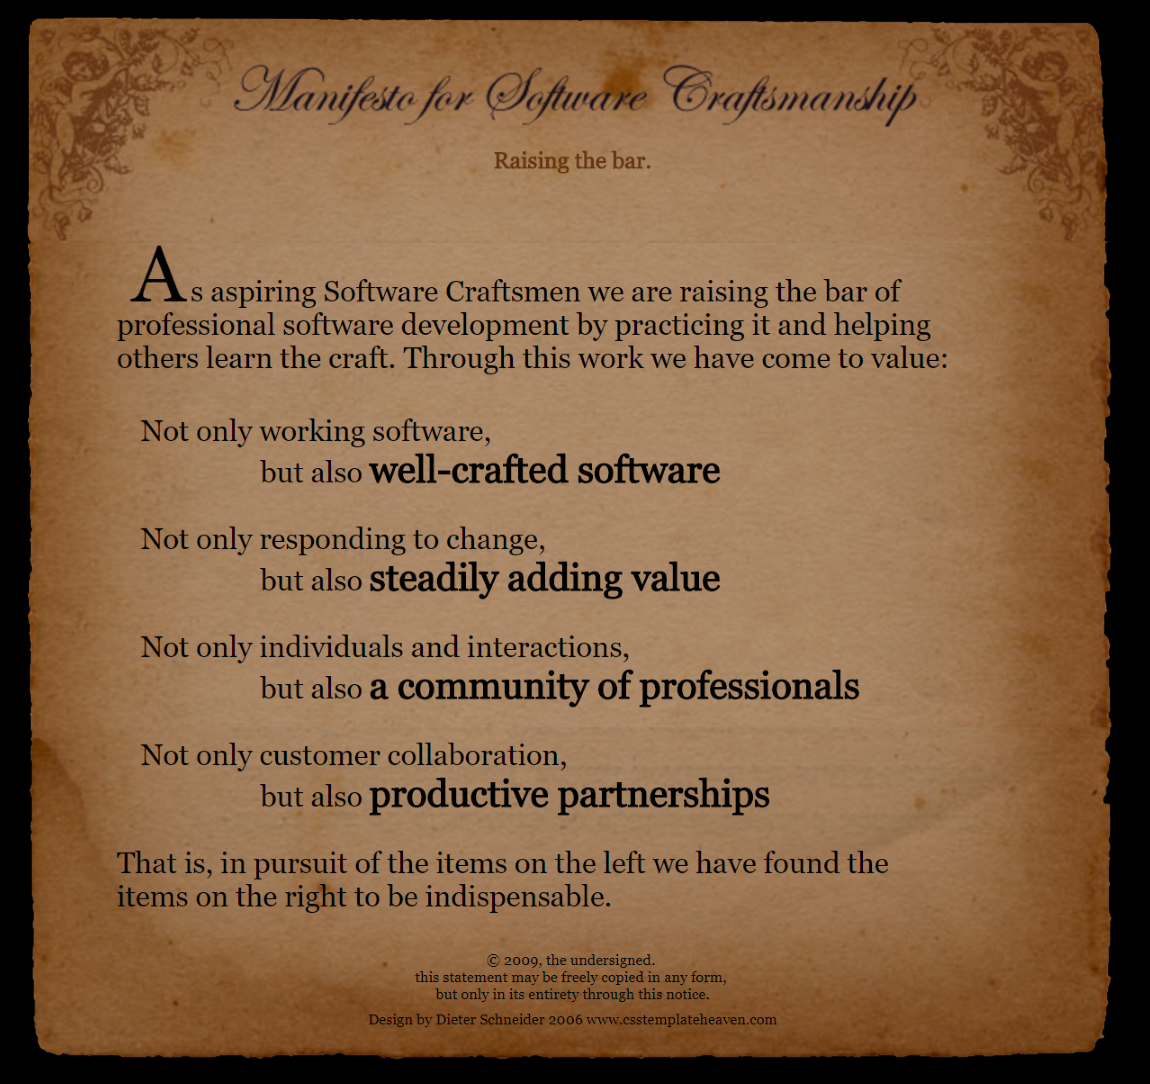 Manifesto for Software Craftsmanship
Raising the bar.
As aspiring Software Craftsmen we are raising the bar of
professional software development by practicing it and helping
others learn the craft. Through this work we have come to value:
Not only working software,
but also well-crafted software
Not only responding to change,
but also steadily adding value
Not only individuals and interactions,
but also a community of professionals
Not only customer collaboration,
but also productive partnerships
That is, in pursuit of the items on the left we have found the
items on the right to be indispensable.
© 2009, the undersigned.
this statement may be freely copied in any form,
but only in its entirety through this notice.
Design by Dieter Schneider 2006 www.csstemplateheaven.com